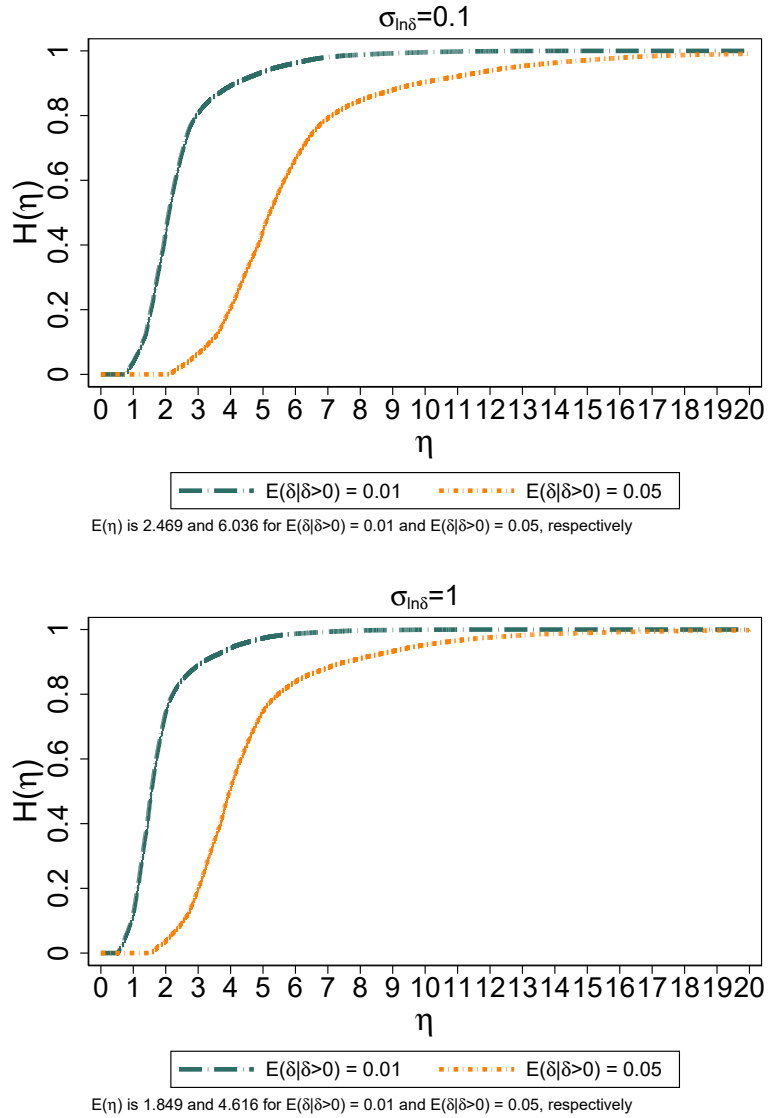 σlnδ=0.1
H(η)
1
0.8
0.6
0.4
0.2
0
0 1 2 3 4 5 6 7 8 9 10 11 12 13 14 15 16 17 18 19 20
η
E(δ|δ>0) = 0.01 E(δ|δ>0) = 0.05
E(η) is 2.469 and 6.036 for E(δ|δ>0) = 0.01 and E(δ|δ>0) = 0.05, respectively
σlnδ=1
H(η)
1
0.8
0.6
0.4
0.2
0
0 1 2 3 4 5 6 7 8 9 10 11 12 13 14 15 16 17 18 19 20
η
E(δ|δ>0) = 0.01 E(δ|δ>0) = 0.05
E(η) is 1.849 and 4.616 for E(δ|δ>0) = 0.01 and E(δ|δ>0) = 0.05, respectively